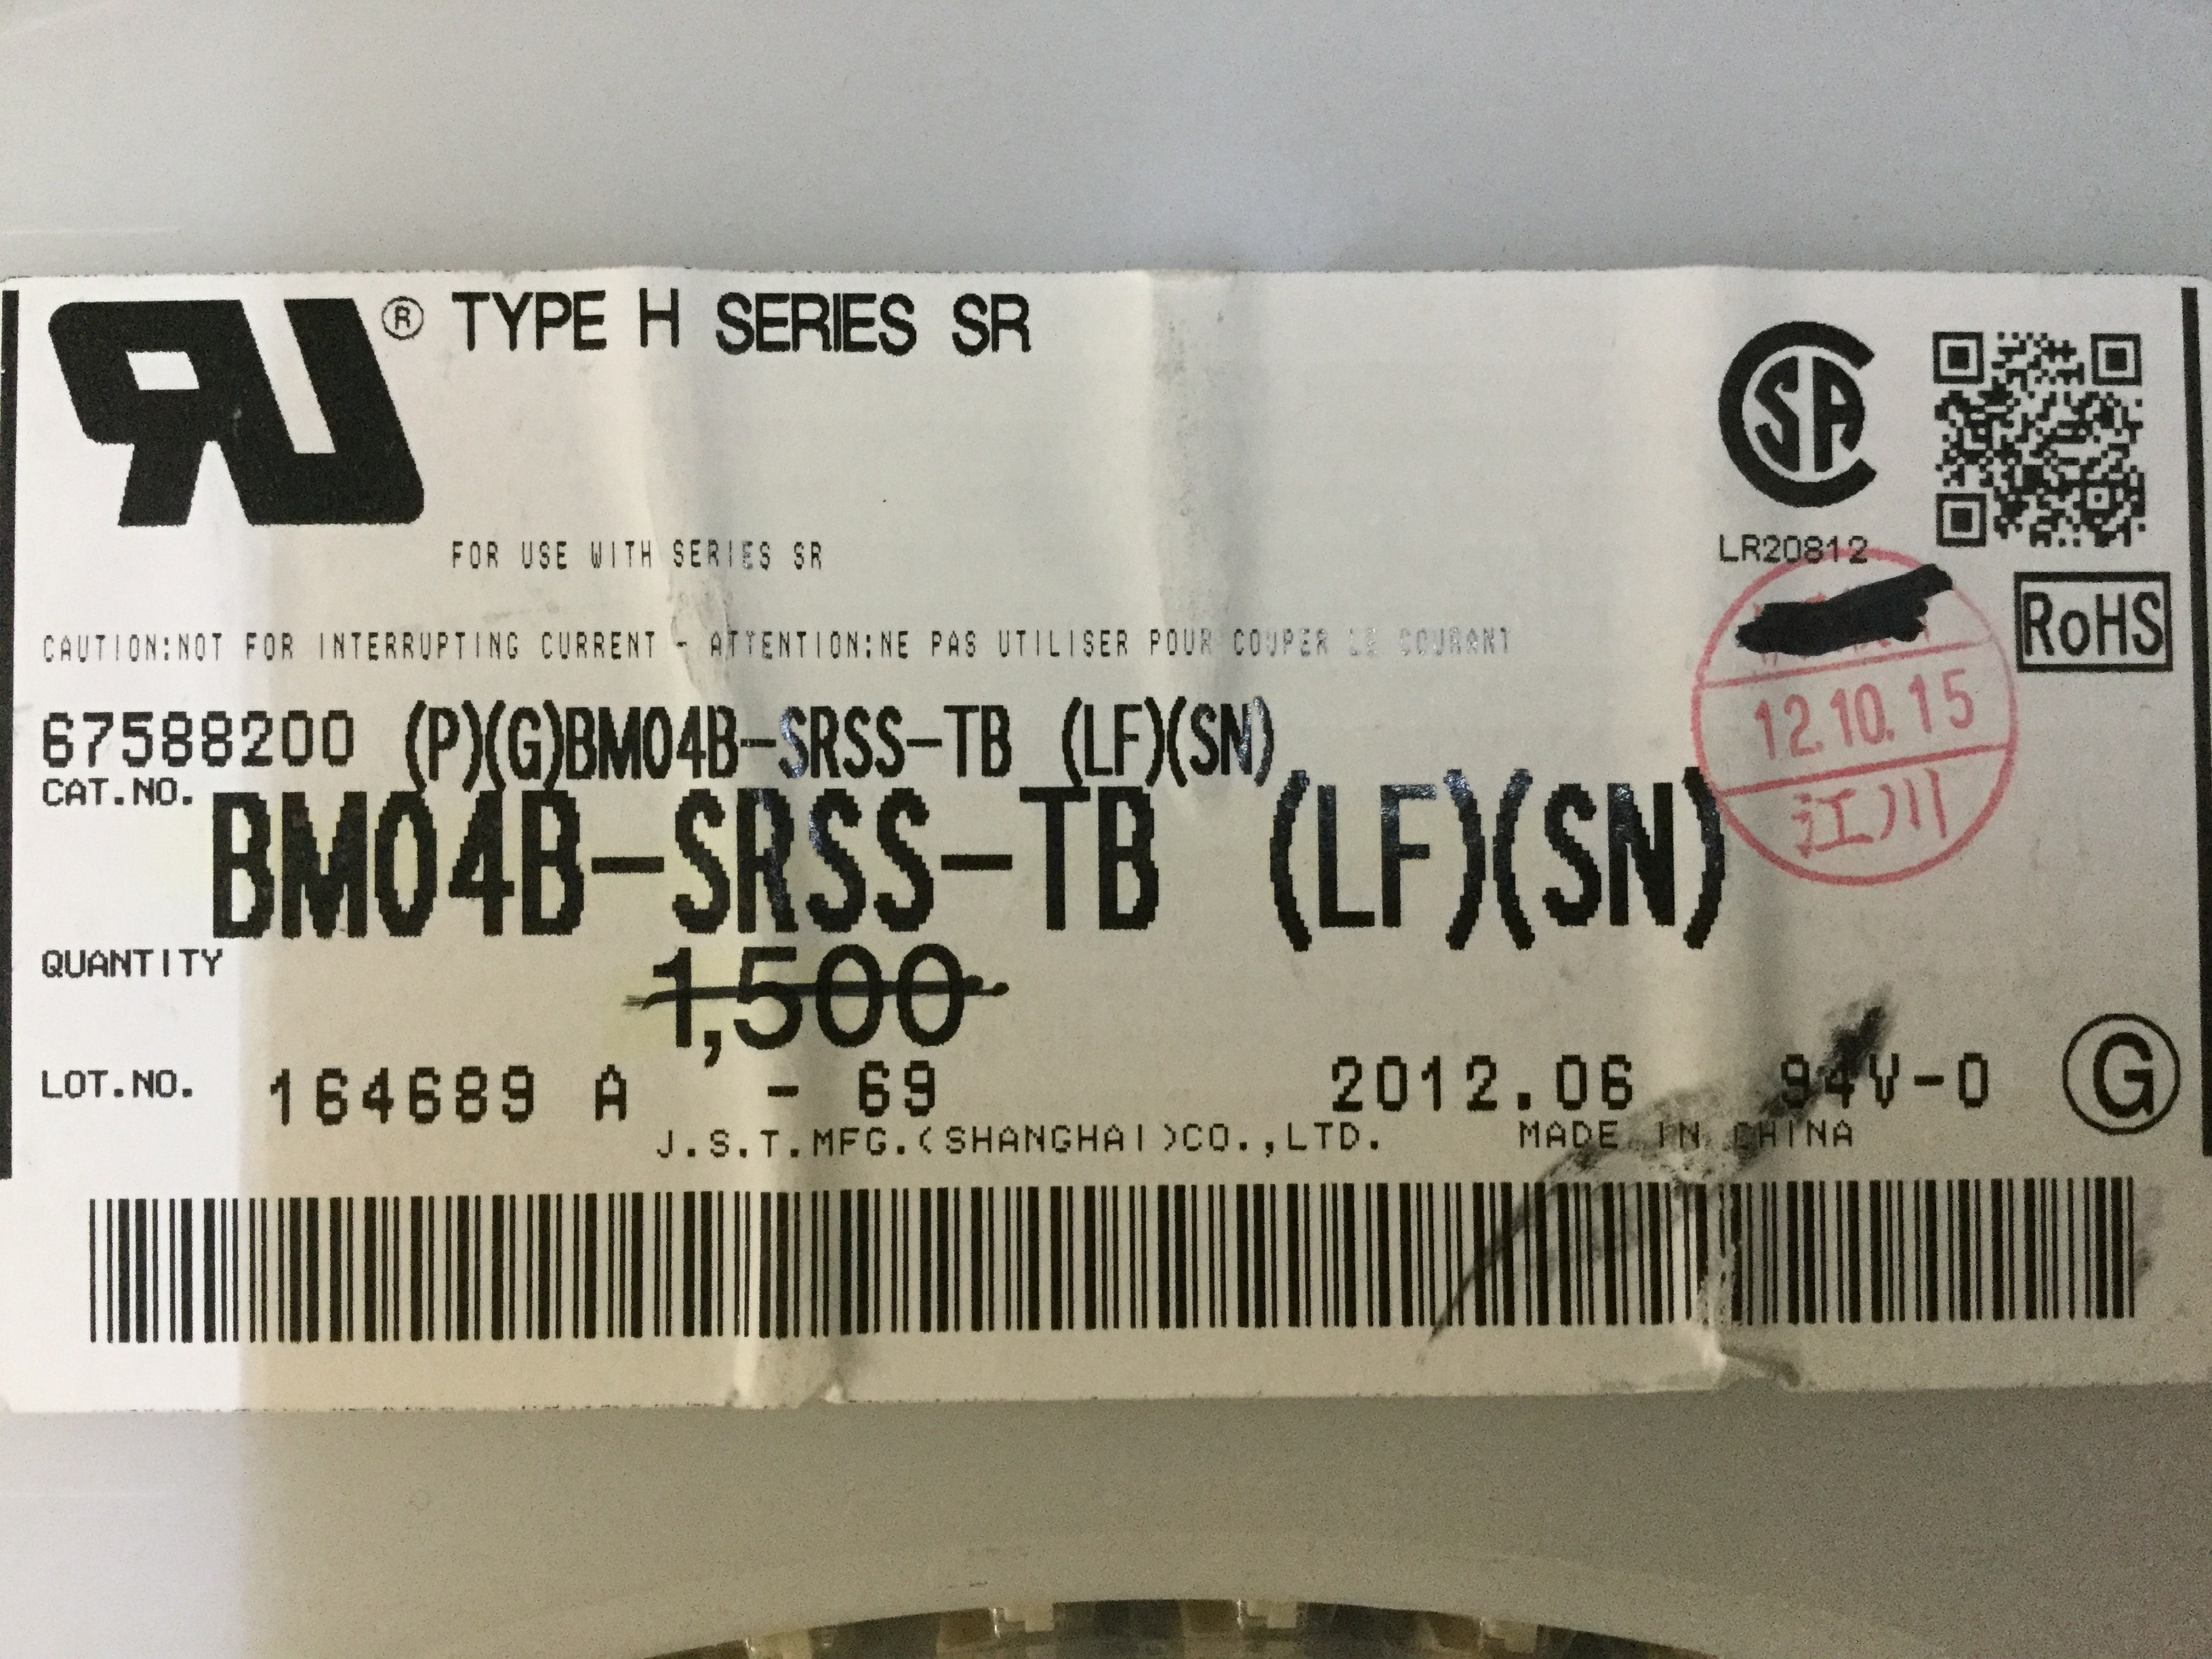 ® TYPE H SERIES SR
FOR USE WITH SERIES SR
LR20812
RoHS
CAUTION:NOT FOR INTERRUPTING CURRENT - ATTENTION:NE PAS UTILISER POUR COUPER LE COURANT
12.10.15
江川
67588200 (P)(G)BM04B-SRSS-TB (LF)(SN)
CAT.NO.
BM04B-SRSS-TB (LF)(SN)
QUANTITY 1,500
LOT.NO. 164689 A - 69 2012.06 94V-0 G
J.S.T.MFG.(SHANGHAI)CO.,LTD. MADE IN CHINA